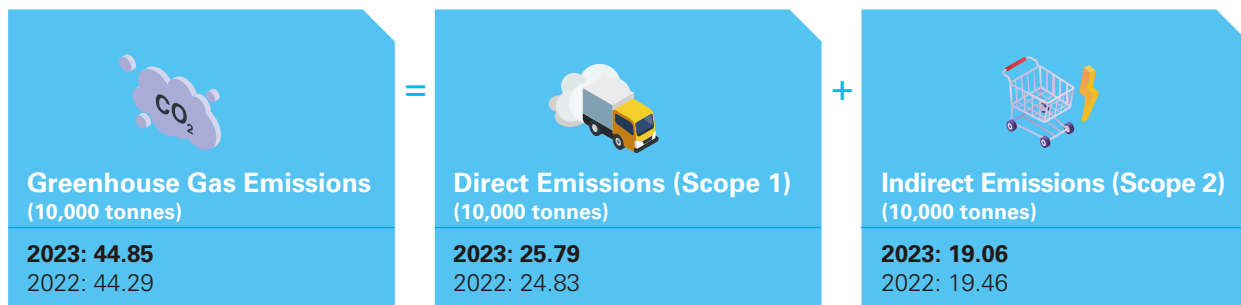 CO₂
=
+
Greenhouse Gas Emissions
(10,000 tonnes)
2023: 44.85
2022: 44.29
Direct Emissions (Scope 1)
(10,000 tonnes)
2023: 25.79
2022: 24.83
Indirect Emissions (Scope 2)
(10,000 tonnes)
2023: 19.06
2022: 19.46